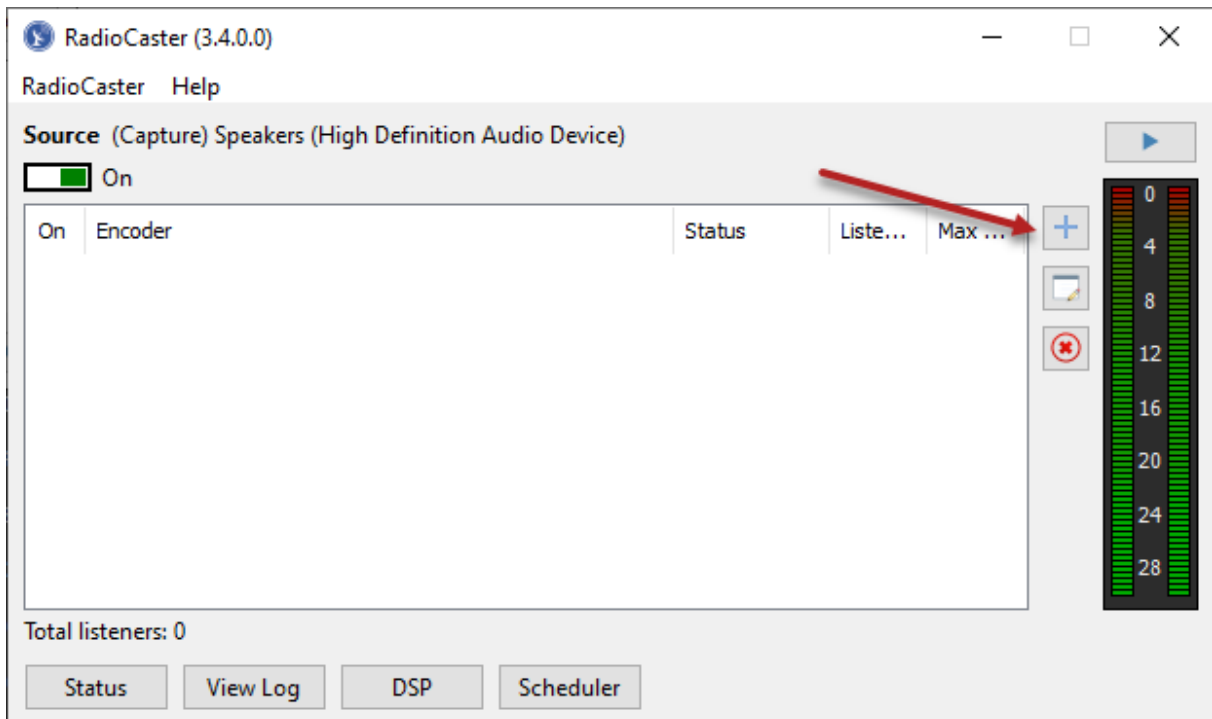 RadioCaster (3.4.0.0)
RadioCaster Help
Source (Capture) Speakers (High Definition Audio Device)
On
On Encoder Status Liste... Max ...
0
4
8
12
16
20
24
28
Total listeners: 0
Status View Log DSP Scheduler